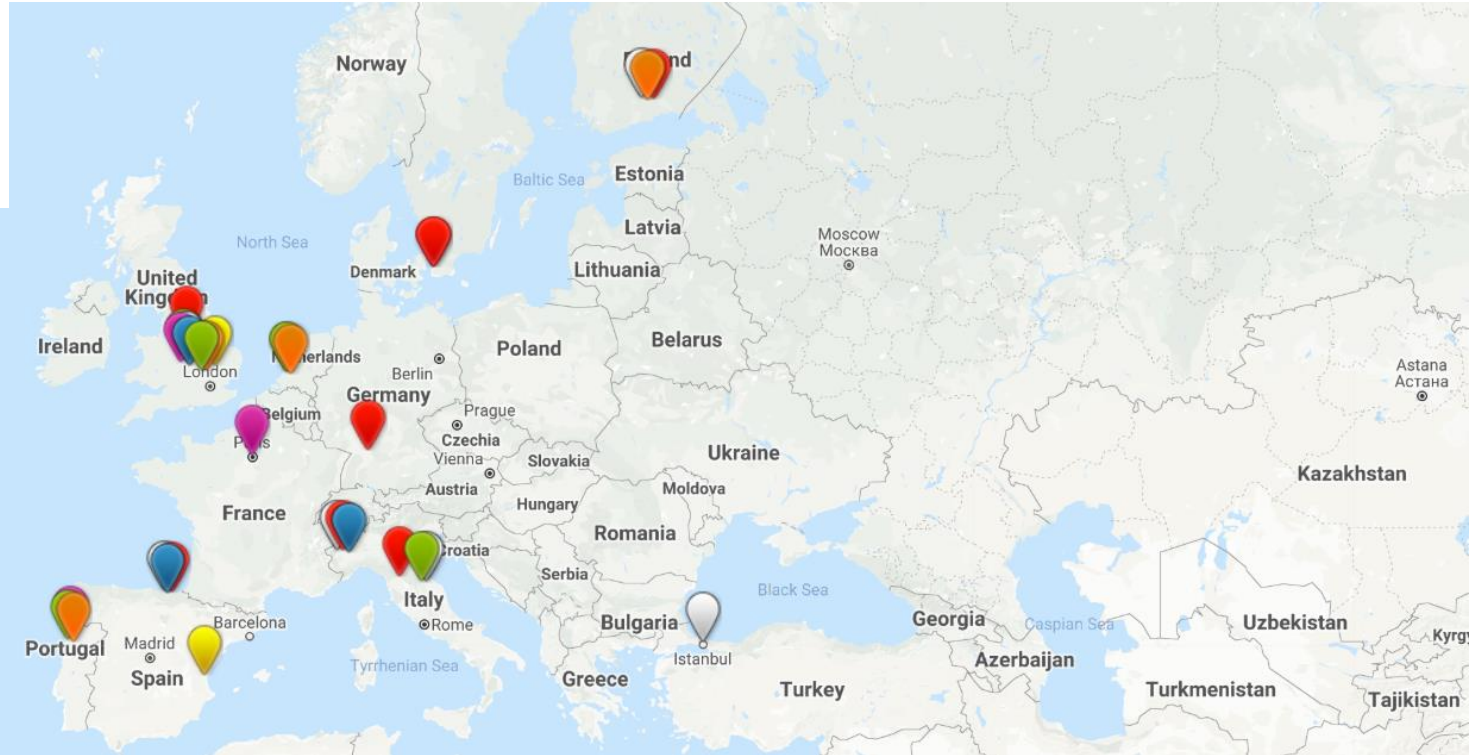 Norway
Estonia
Baltic Sea
Latvia
Moscow
Москва
North Sea
Denmark
Lithuania
United
Ireland
Belarus
Poland
London
Berlin
Germany
Astana
Астана
Belgium
Prague
Czechia
Ukraine
Vienna
Slovakia
Kazakhstan
Austria
Moldova
Hungary
France
Romania
Croatia
Serbia
Black Sea
Italy
Barcelona
Rome
Bulgaria
Georgia
Caspian Sea
Uzbekistan
Portugal
Madrid
Spain
Tyrrhenian Sea
Istanbul
Greece
Azerbaijan
Turkey
Turkmenistan
Tajikistan